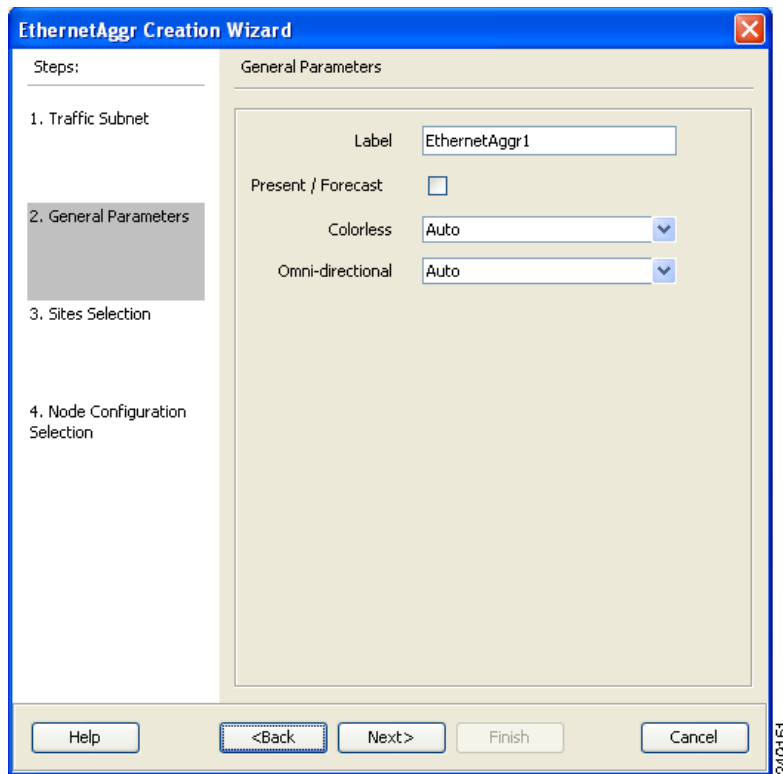 EthernetAggr Creation Wizard
Steps:
General Parameters
1. Traffic Subnet
2. General Parameters
3. Sites Selection
4. Node Configuration
Selection
Label
EthernetAggr1
Present / Forecast
Colorless
Auto
Omni-directional
Auto
Help
<Back
Next>
Finish
Cancel